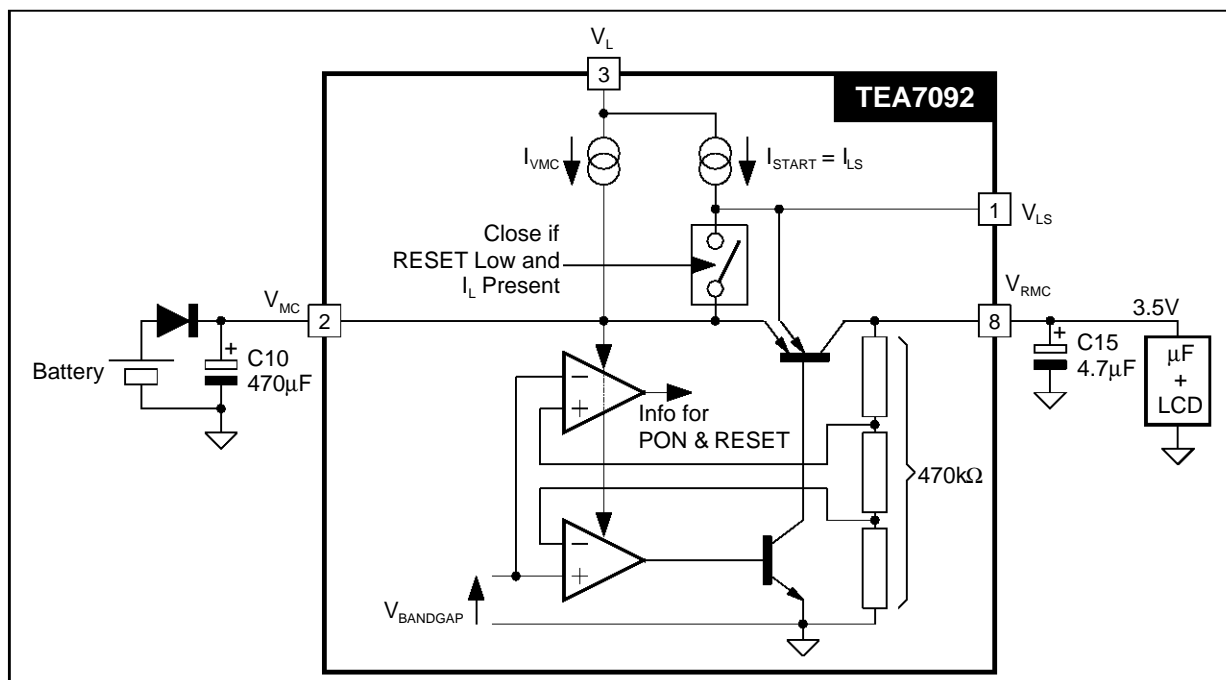 V_L
3
TEA7092
I_VMC
I_START = I_LS
1
V_LS
Close if
RESET Low and
I_L Present
V_MC
2
V_RMC
8
3.5V
Battery
+
C10
470µF
+
C15
4.7µF
µF
+
LCD
−
+
Info for
PON & RESET
470kΩ
−
+
V_BANDGAP